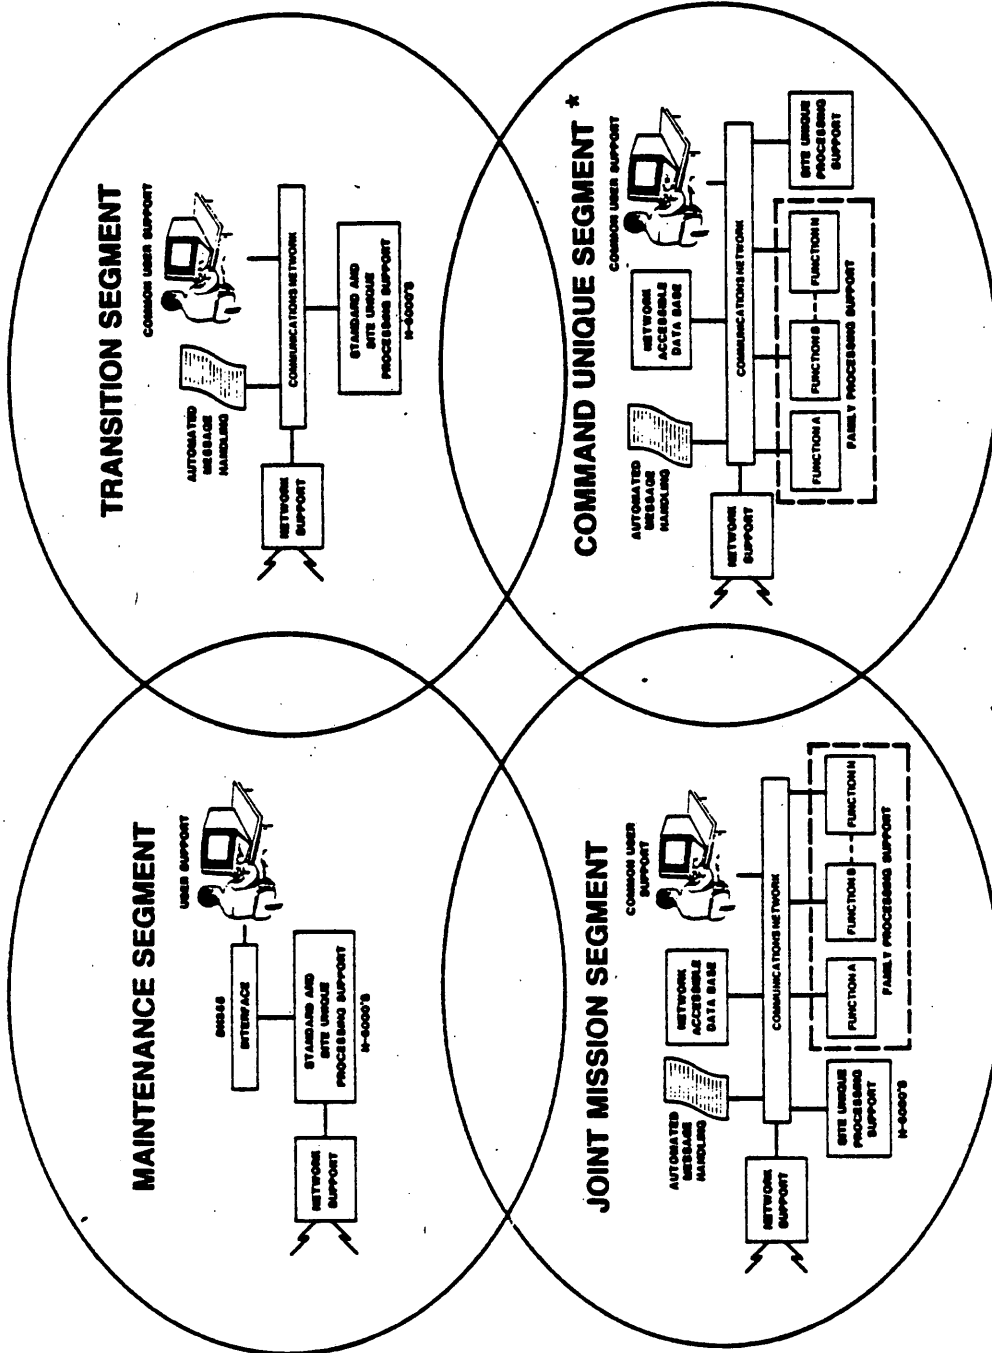 MAINTENANCE SEGMENT
USER SUPPORT
INTERFACE
STANDARD AND
SITE UNIQUE
PROCESSING SUPPORT
H-6000'S
NETWORK
SUPPORT
TRANSITION SEGMENT
COMMON USER SUPPORT
AUTOMATED
MESSAGE
HANDLING
COMMUNICATIONS NETWORK
NETWORK
SUPPORT
STANDARD AND
SITE UNIQUE
PROCESSING SUPPORT
H-6000'S
JOINT MISSION SEGMENT
COMMON USER
SUPPORT
NETWORK
ACCESSIBLE
DATA BASE
AUTOMATED
MESSAGE
HANDLING
COMMUNICATIONS NETWORK
NETWORK
SUPPORT
SITE UNIQUE
PROCESSING
SUPPORT
H-6000'S
FUNCTION A
FUNCTION B
FUNCTION N
FAMILY PROCESSING SUPPORT
COMMAND UNIQUE SEGMENT *
COMMON USER SUPPORT
NETWORK
ACCESSIBLE
DATA BASE
AUTOMATED
MESSAGE
HANDLING
COMMUNICATIONS NETWORK
NETWORK
SUPPORT
FUNCTION A
FUNCTION B
FUNCTION N
FAMILY PROCESSING SUPPORT
SITE UNIQUE
PROCESSING
SUPPORT